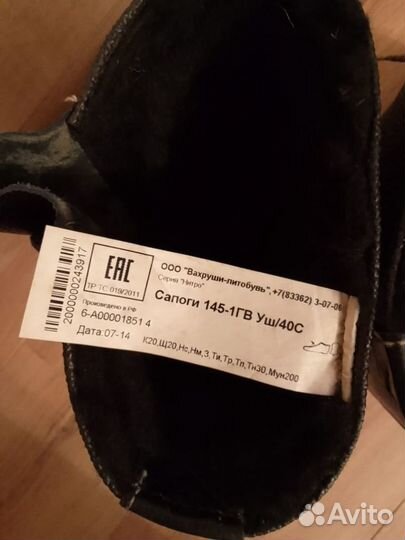 ООО "Вахруши-литобувь",+7(83362) 3-07-06
Серия "Нитро"
Сапоги 145-1ГВ Уш/40С
EAC
ТР ТС 019/2011
Произведено в РФ
6-А00001851 4
Дата:07-14
К20,Щ20,Нс,Нм,З,Ти,Тр,Тп,Тн30,Мун200
2000000243917
Avito